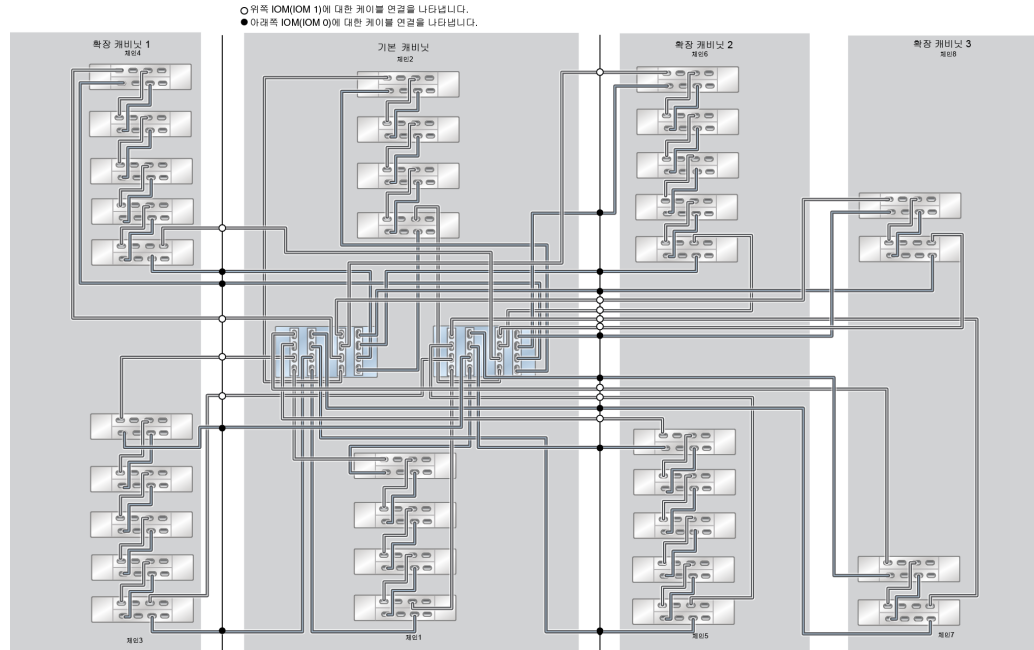 위쪽 IOM(IOM 1)에 대한 케이블 연결을 나타냅니다.
아래쪽 IOM(IOM 0)에 대한 케이블 연결을 나타냅니다.
확장 캐비닛 1
체인4
기본 캐비닛
체인2
확장 캐비닛 2
체인6
확장 캐비닛 3
체인8
체인3
체인1
체인5
체인7